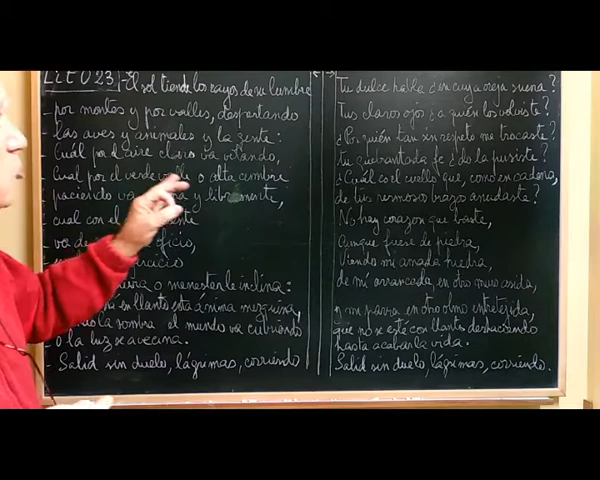 LitE 023
El sol tiende los rayos de su lumbre
- por montes y por valles, despertando
- las aves y animales y la gente:
- cuál por el aire claro va volando,
- cual por el verde valle o alta cumbre
- paciendo va y libremente,
- cual con el
- va de oficio,
o menester le inclina:
en llanto está ánima mezquina,
la sombra el mundo va cubriendo
- o la luz se avecina.
- Salid sin duelo, lágrimas, corriendo
Tu dulce habla ¿en cuya oreja suena?
Tus claros ojos ¿a quién los volviste?
¿Por quién tan sin respeto me trocaste?
tu quebrantada fe ¿dó la pusiste?
¿Cuál es el cuello que, como en cadena,
de tus hermosos brazos anudaste?
No hay corazón que baste,
Aunque fuese de piedra,
Viendo mi amada hiedra,
de mí arrancada, en otro muro asida,
y mi parra en otro olmo entretejida,
que no se esté con llanto deshaciendo
hasta acabar la vida.
Salid sin duelo, lágrimas, corriendo.